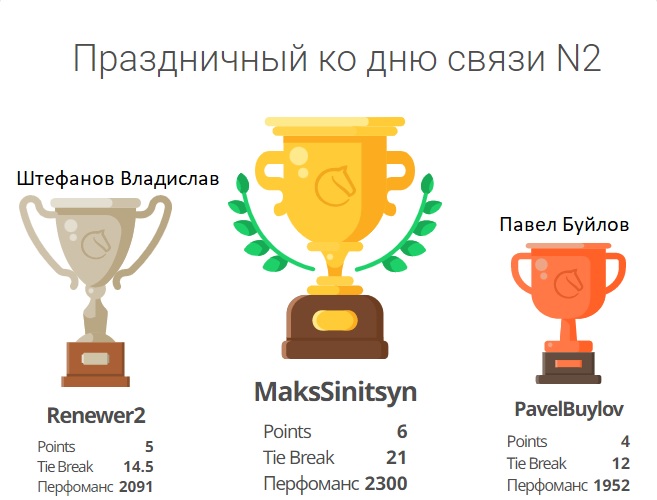 Праздничный ко дню связи N2
Штефанов Владислав
Renewer2
Points 5
Tie Break 14.5
Перфоманс 2091
MaksSinitsyn
Points 6
Tie Break 21
Перфоманс 2300
Павел Буйлов
PavelBuylov
Points 4
Tie Break 12
Перфоманс 1952